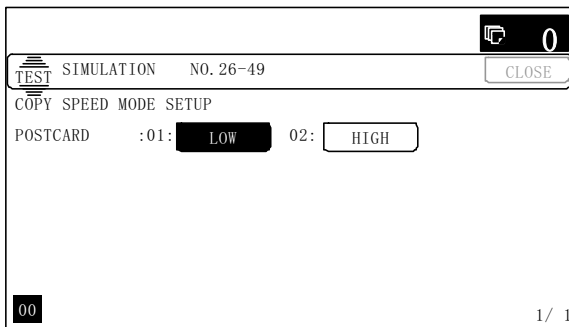 0
TEST SIMULATION NO.26-49 CLOSE
COPY SPEED MODE SETUP
POSTCARD :01: LOW 02: HIGH
00 1/ 1